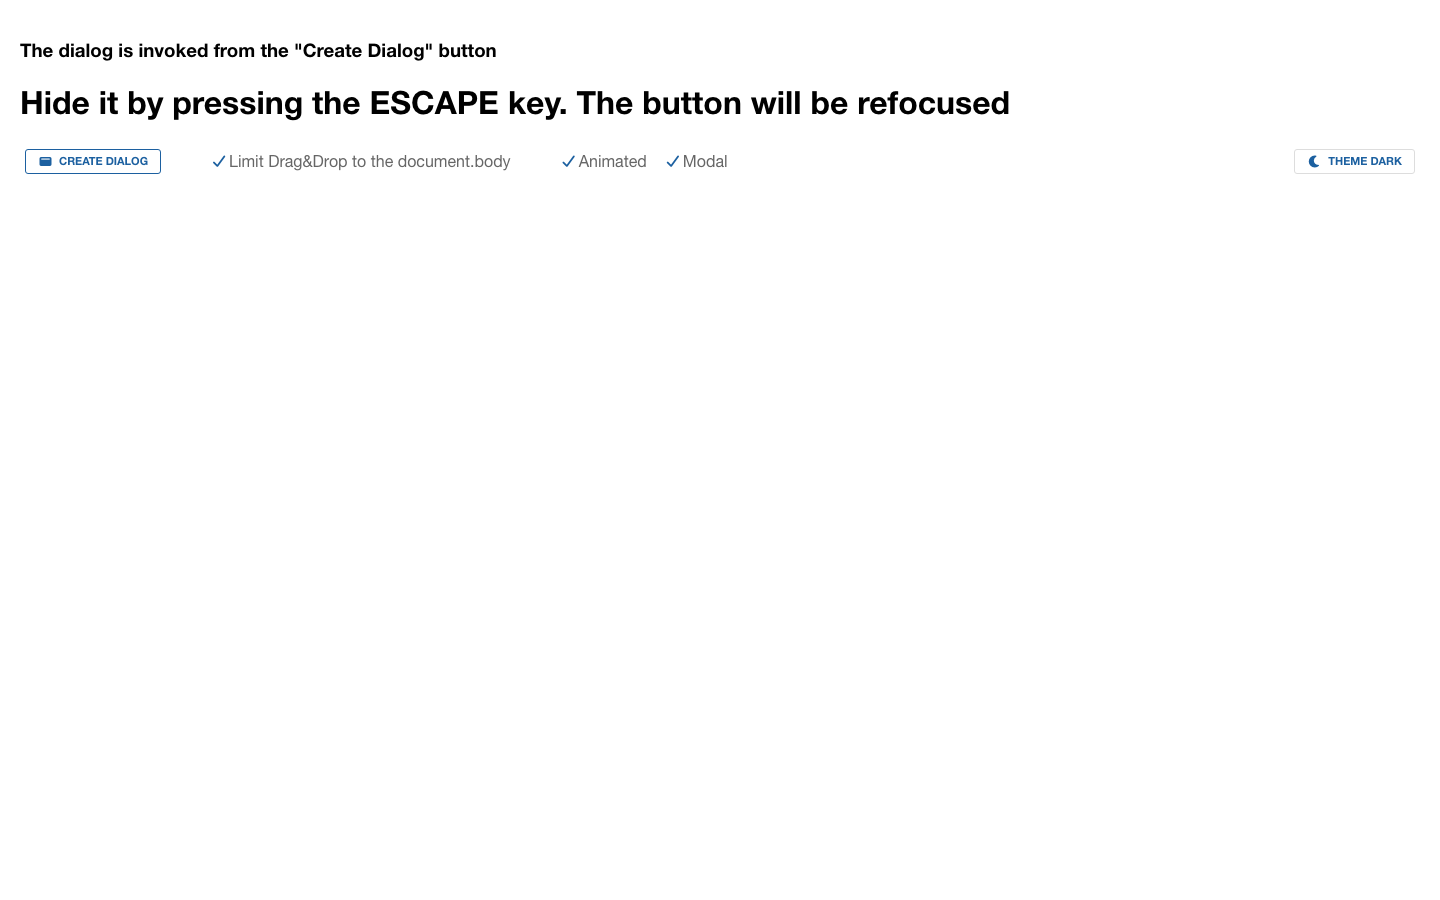 The dialog is invoked from the "Create Dialog" button
Hide it by pressing the ESCAPE key. The button will be refocused
CREATE DIALOG Limit Drag&Drop to the document.body Animated Modal THEME DARK